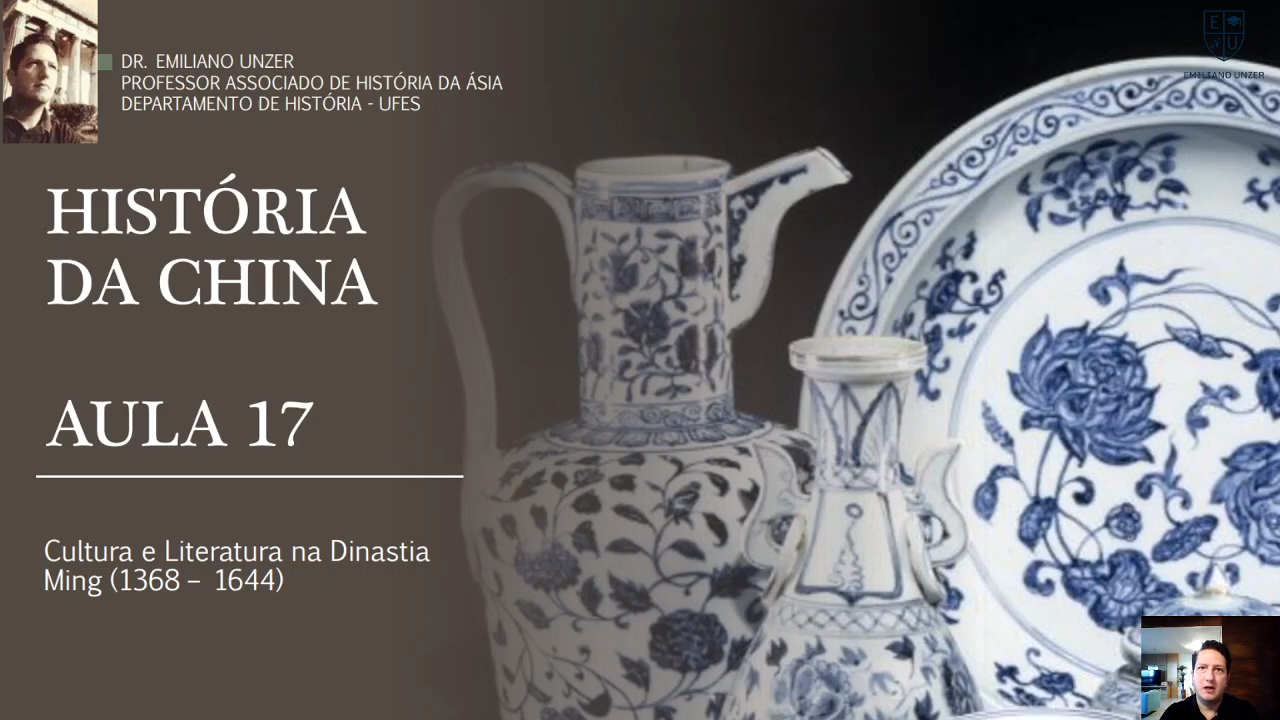 DR. EMILIANO UNZER
PROFESSOR ASSOCIADO DE HISTÓRIA DA ÁSIA
DEPARTAMENTO DE HISTÓRIA - UFES
E
U
EMILIANO UNZER
HISTÓRIA
DA CHINA
AULA 17
Cultura e Literatura na Dinastia
Ming (1368 – 1644)